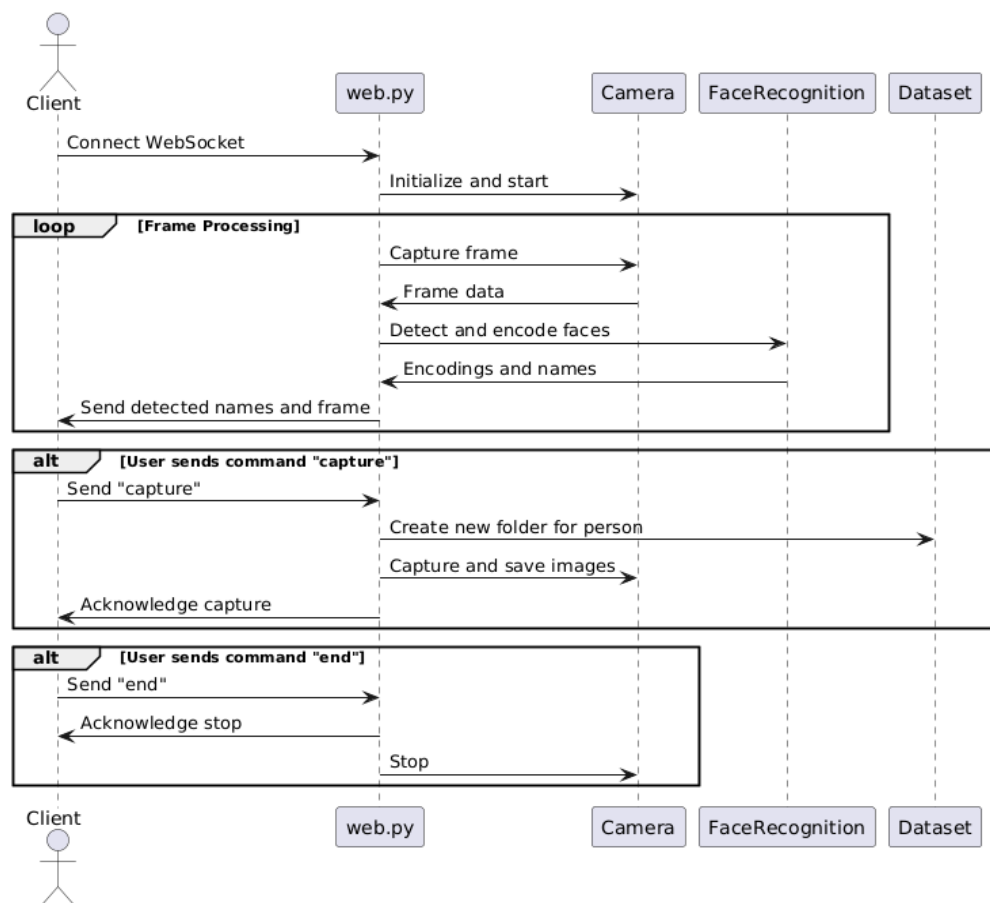 Client
web.py
Camera
FaceRecognition
Dataset
Connect WebSocket
Initialize and start
loop
[Frame Processing]
Capture frame
Frame data
Detect and encode faces
Encodings and names
Send detected names and frame
alt
[User sends command "capture"]
Send "capture"
Create new folder for person
Capture and save images
Acknowledge capture
alt
[User sends command "end"]
Send "end"
Acknowledge stop
Stop
Client
web.py
Camera
FaceRecognition
Dataset